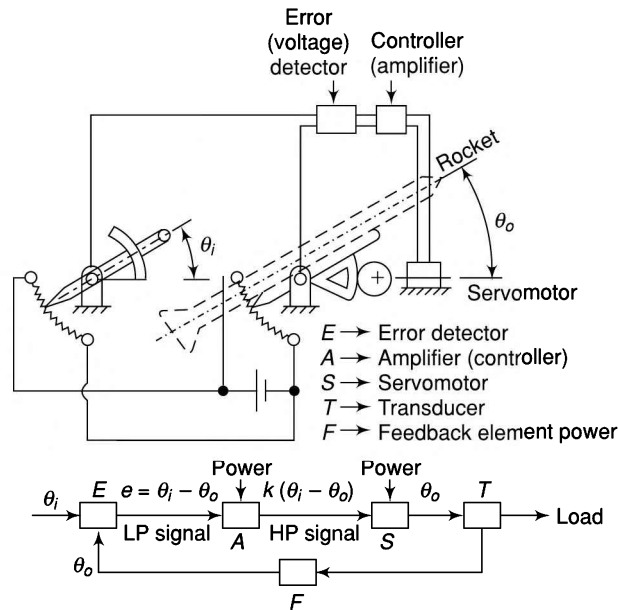 Error
(voltage)
detector
Controller
(amplifier)
Rocket
θi
θo
Servomotor
E → Error detector
A → Amplifier (controller)
S → Servomotor
T → Transducer
F → Feedback element power
Power
Power
θi
E
e = θi – θo
k (θi – θo)
θo
T
LP signal
A
HP signal
S
Load
θo
F